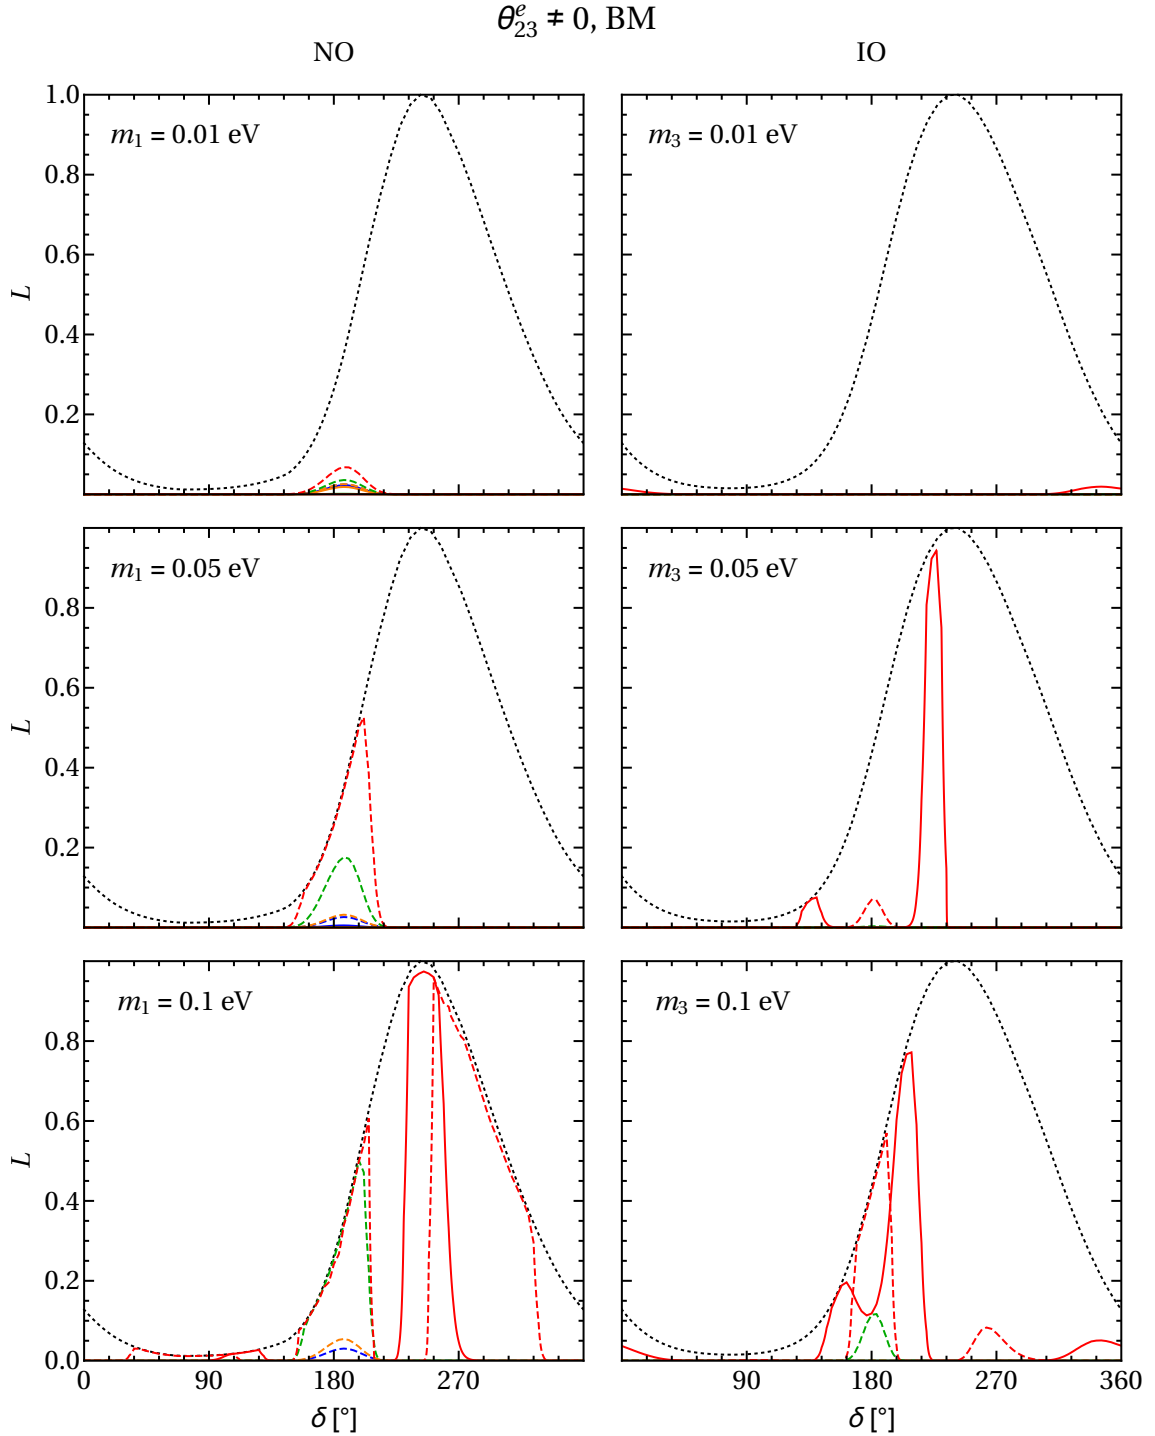 θ₂₃ᵉ ≠ 0, BM
NO
IO
m₁ = 0.01 eV
m₃ = 0.01 eV
1.0
0.8
0.6
0.4
0.2
L
m₁ = 0.05 eV
m₃ = 0.05 eV
0.8
0.6
0.4
0.2
L
m₁ = 0.1 eV
m₃ = 0.1 eV
0.8
0.6
0.4
0.2
0.0
L
0 90 180 270
90 180 270 360
δ [°]
δ [°]